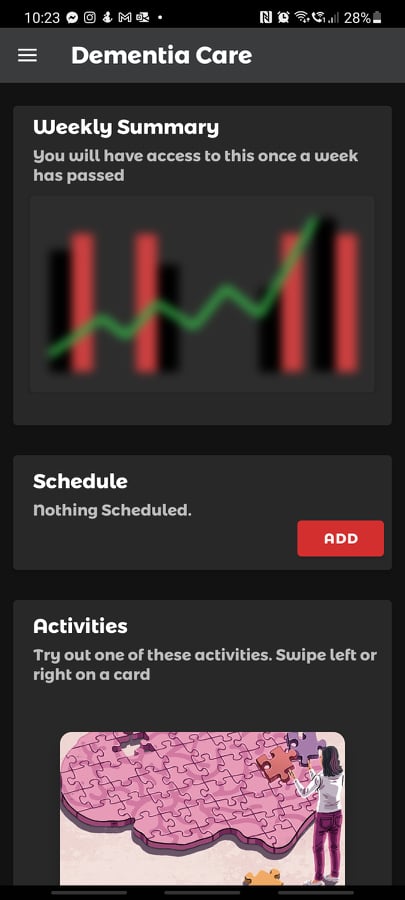 10:23 28%
Dementia Care
Weekly Summary
You will have access to this once a week
has passed
Schedule
Nothing Scheduled.
ADD
Activities
Try out one of these activities. Swipe left or
right on a card